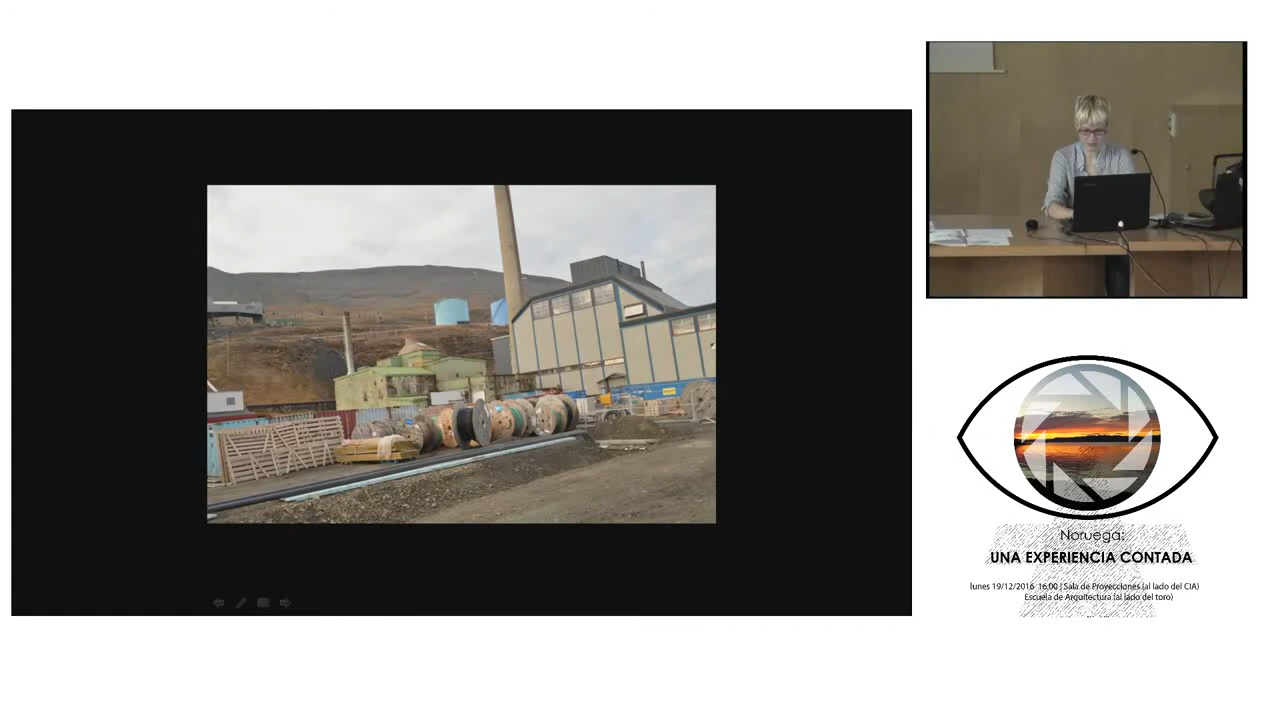 Noruega:
UNA EXPERIENCIA CONTADA
lunes 19/12/2016 16:00 | Sala de Proyecciones (al lado del CIA)
Escuela de Arquitectura (al lado del toro)